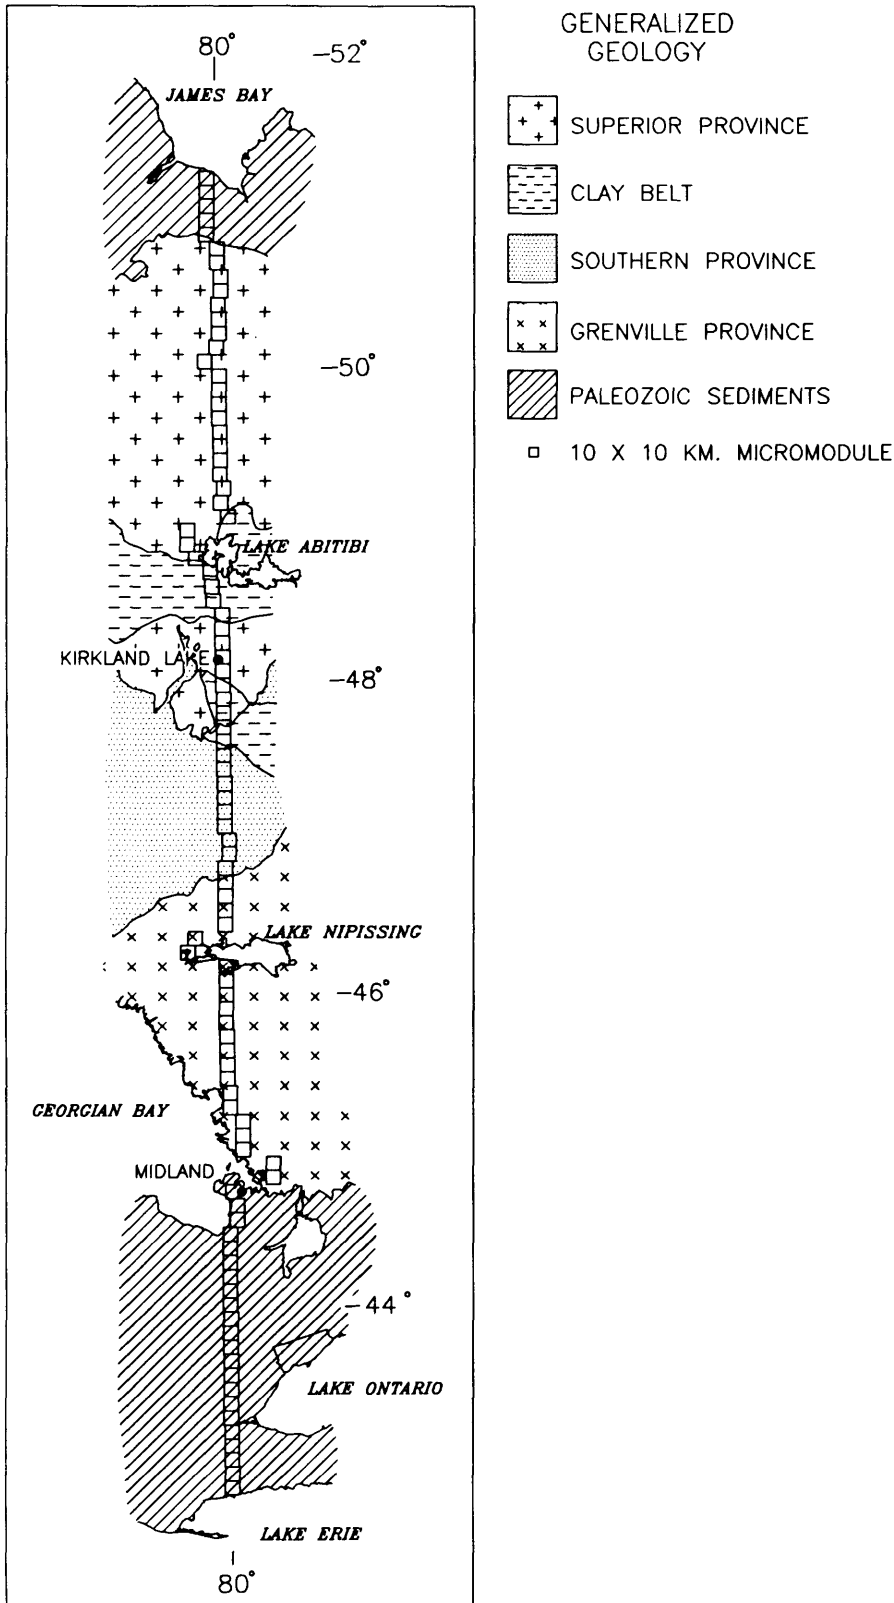 GENERALIZED
GEOLOGY
80°
-52°
JAMES BAY
SUPERIOR PROVINCE
CLAY BELT
SOUTHERN PROVINCE
GRENVILLE PROVINCE
-50°
PALEOZOIC SEDIMENTS
10 X 10 KM. MICROMODULE
LAKE ABITIBI
KIRKLAND LAKE
-48°
LAKE NIPISSING
-46°
GEORGIAN BAY
MIDLAND
-44°
LAKE ONTARIO
LAKE ERIE
80°